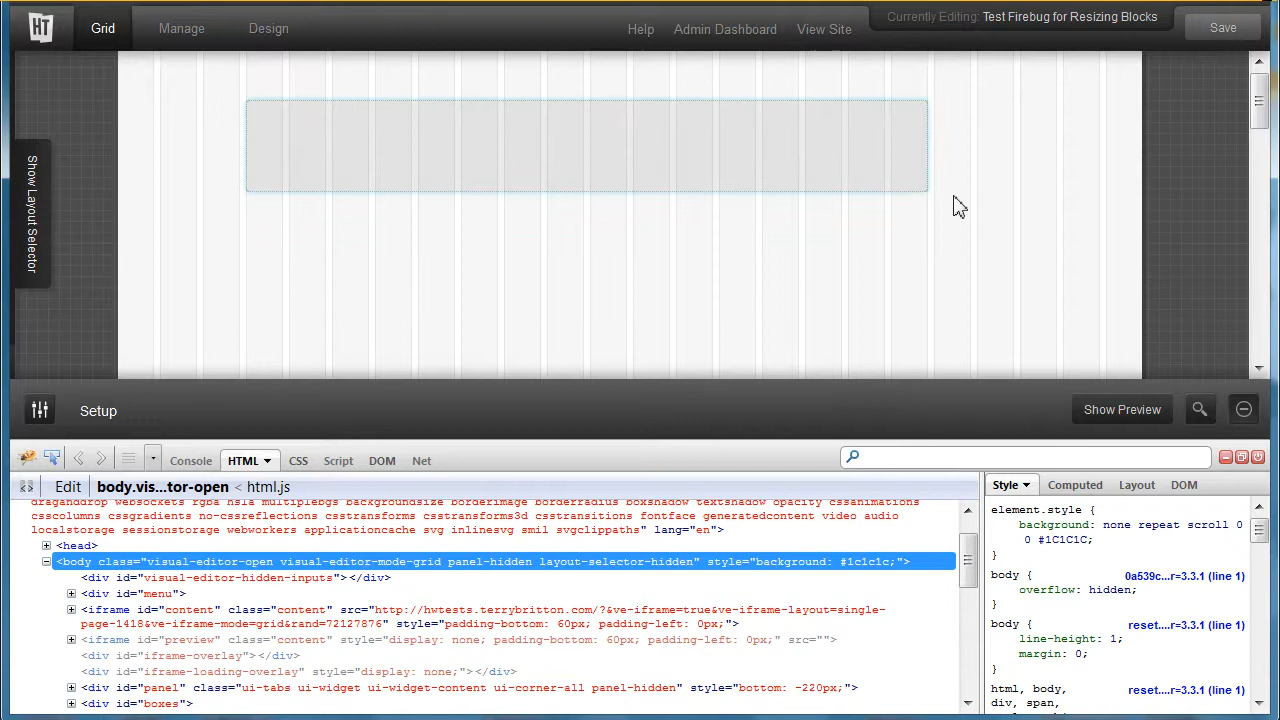 HT Grid Manage Design Help Admin Dashboard View Site Currently Editing: Test Firebug for Resizing Blocks Save
Show Layout Selector
Setup Show Preview
Console HTML CSS Script DOM Net
Edit body.vis...tor-open < html.js Style Computed Layout DOM
draganddrop websockets rgba hsla multiplebgs backgroundsize borderimage borderradius boxshadow textshadow opacity cssanimations
csscolumns cssgradients no-cssreflections csstransforms csstransforms3d csstransitions fontface generatedcontent video audio
localstorage sessionstorage webworkers applicationcache svg inlinesvg smil svgclippaths" lang="en">
<head>
<body class="visual-editor-open visual-editor-mode-grid panel-hidden layout-selector-hidden" style="background: #1c1c1c;">
<div id="visual-editor-hidden-inputs"></div>
<div id="menu">
<iframe id="content" class="content" src="http://hwtests.terrybritton.com/?&ve-iframe=true&ve-iframe-layout=single-
page-1418&ve-iframe-mode=grid&rand=72127876" style="padding-bottom: 60px; padding-left: 0px;">
<iframe id="preview" class="content" style="display: none; padding-bottom: 60px; padding-left: 0px;" src="">
<div id="iframe-overlay"></div>
<div id="iframe-loading-overlay" style="display: none;"></div>
<div id="panel" class="ui-tabs ui-widget ui-widget-content ui-corner-all panel-hidden" style="bottom: -220px;">
<div id="boxes">
element.style {
background: none repeat scroll 0
0 #1C1C1C;
}
body { 0a539c...r=3.3.1 (line 1)
overflow: hidden;
}
body { reset....r=3.3.1 (line 1)
line-height: 1;
margin: 0;
}
html, body, reset....r=3.3.1 (line 1)
div, span,